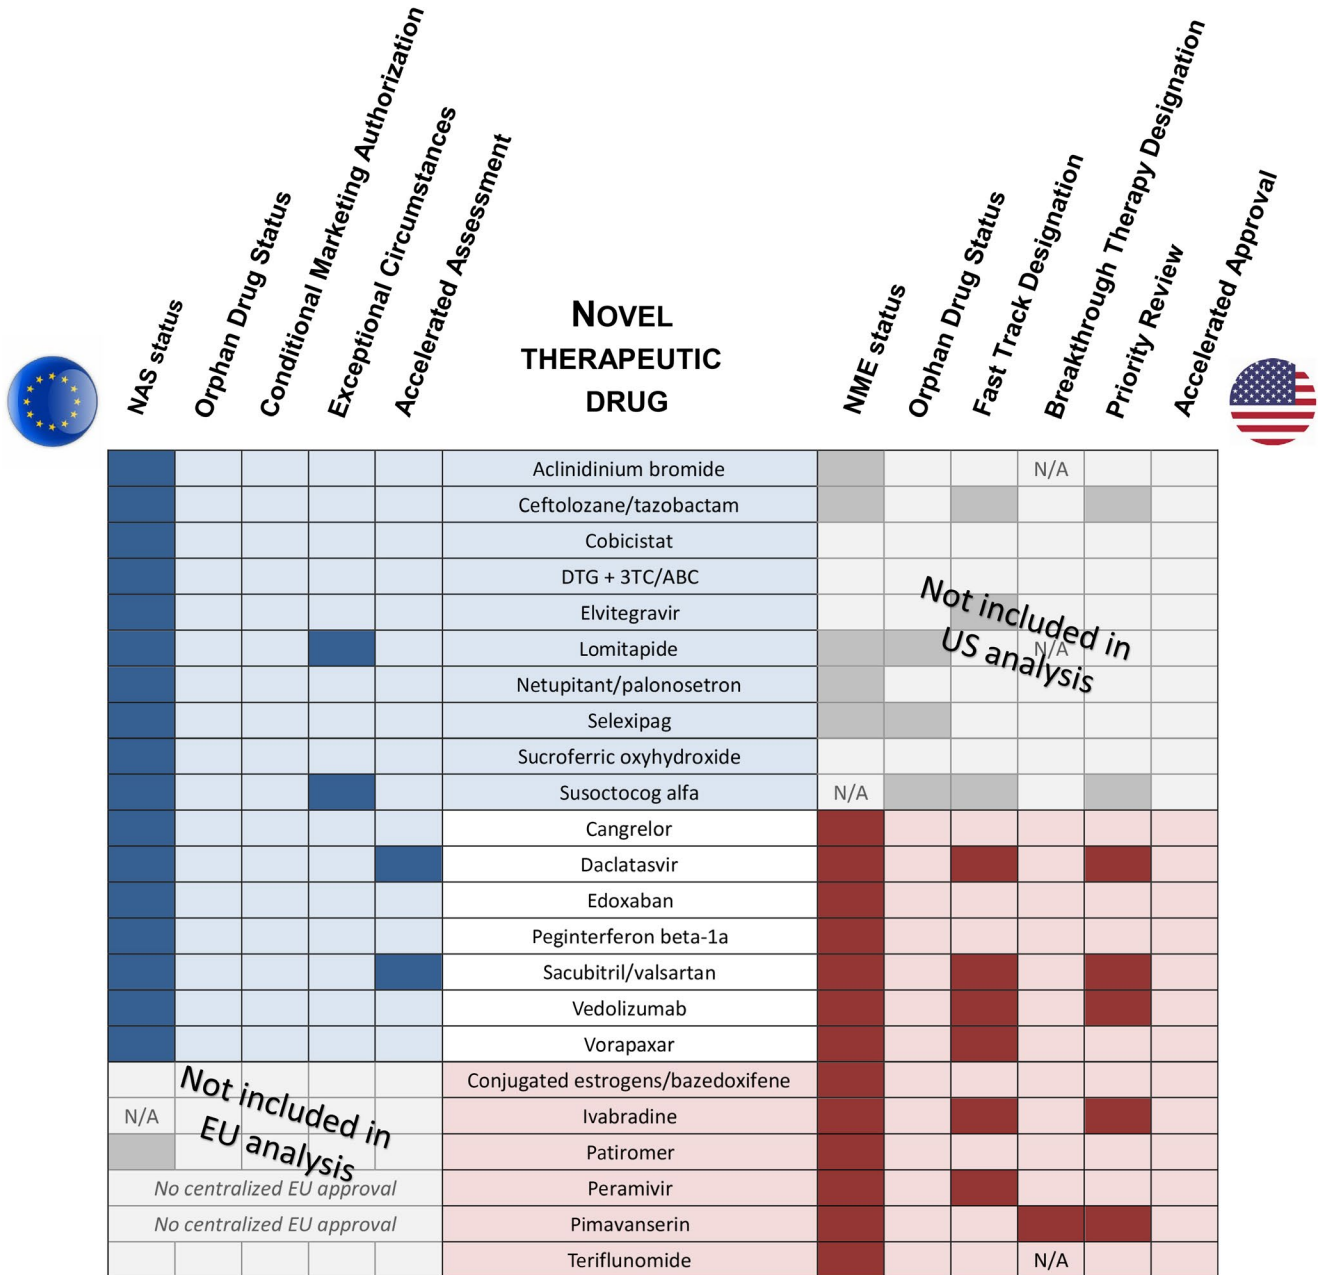 NAS status
Orphan Drug Status
Conditional Marketing Authorization
Exceptional Circumstances
Accelerated Assessment
NOVEL
THERAPEUTIC
DRUG
NME status
Orphan Drug Status
Fast Track Designation
Breakthrough Therapy Designation
Priority Review
Accelerated Approval
Aclinidinium bromide N/A
Ceftolozane/tazobactam
Cobicistat
DTG + 3TC/ABC
Elvitegravir
Lomitapide N/A
Not included in
US analysis
Netupitant/palonosetron
Selexipag
Sucroferric oxyhydroxide
Susoctocog alfa N/A
Cangrelor
Daclatasvir
Edoxaban
Peginterferon beta-1a
Sacubitril/valsartan
Vedolizumab
Vorapaxar
Not included in
EU analysis
Conjugated estrogens/bazedoxifene
N/A Ivabradine
Patiromer
No centralized EU approval Peramivir
No centralized EU approval Pimavanserin
Teriflunomide N/A